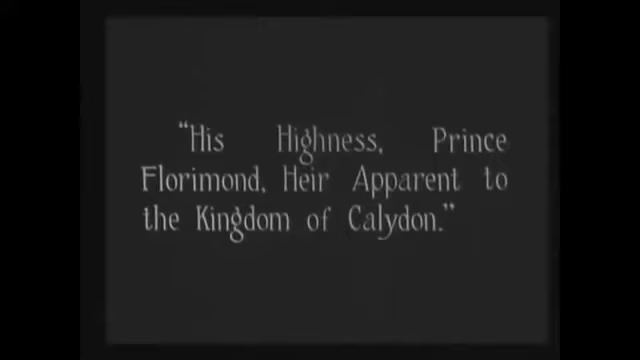 "His Highness, Prince
Florimond, Heir Apparent to
the Kingdom of Calydon."